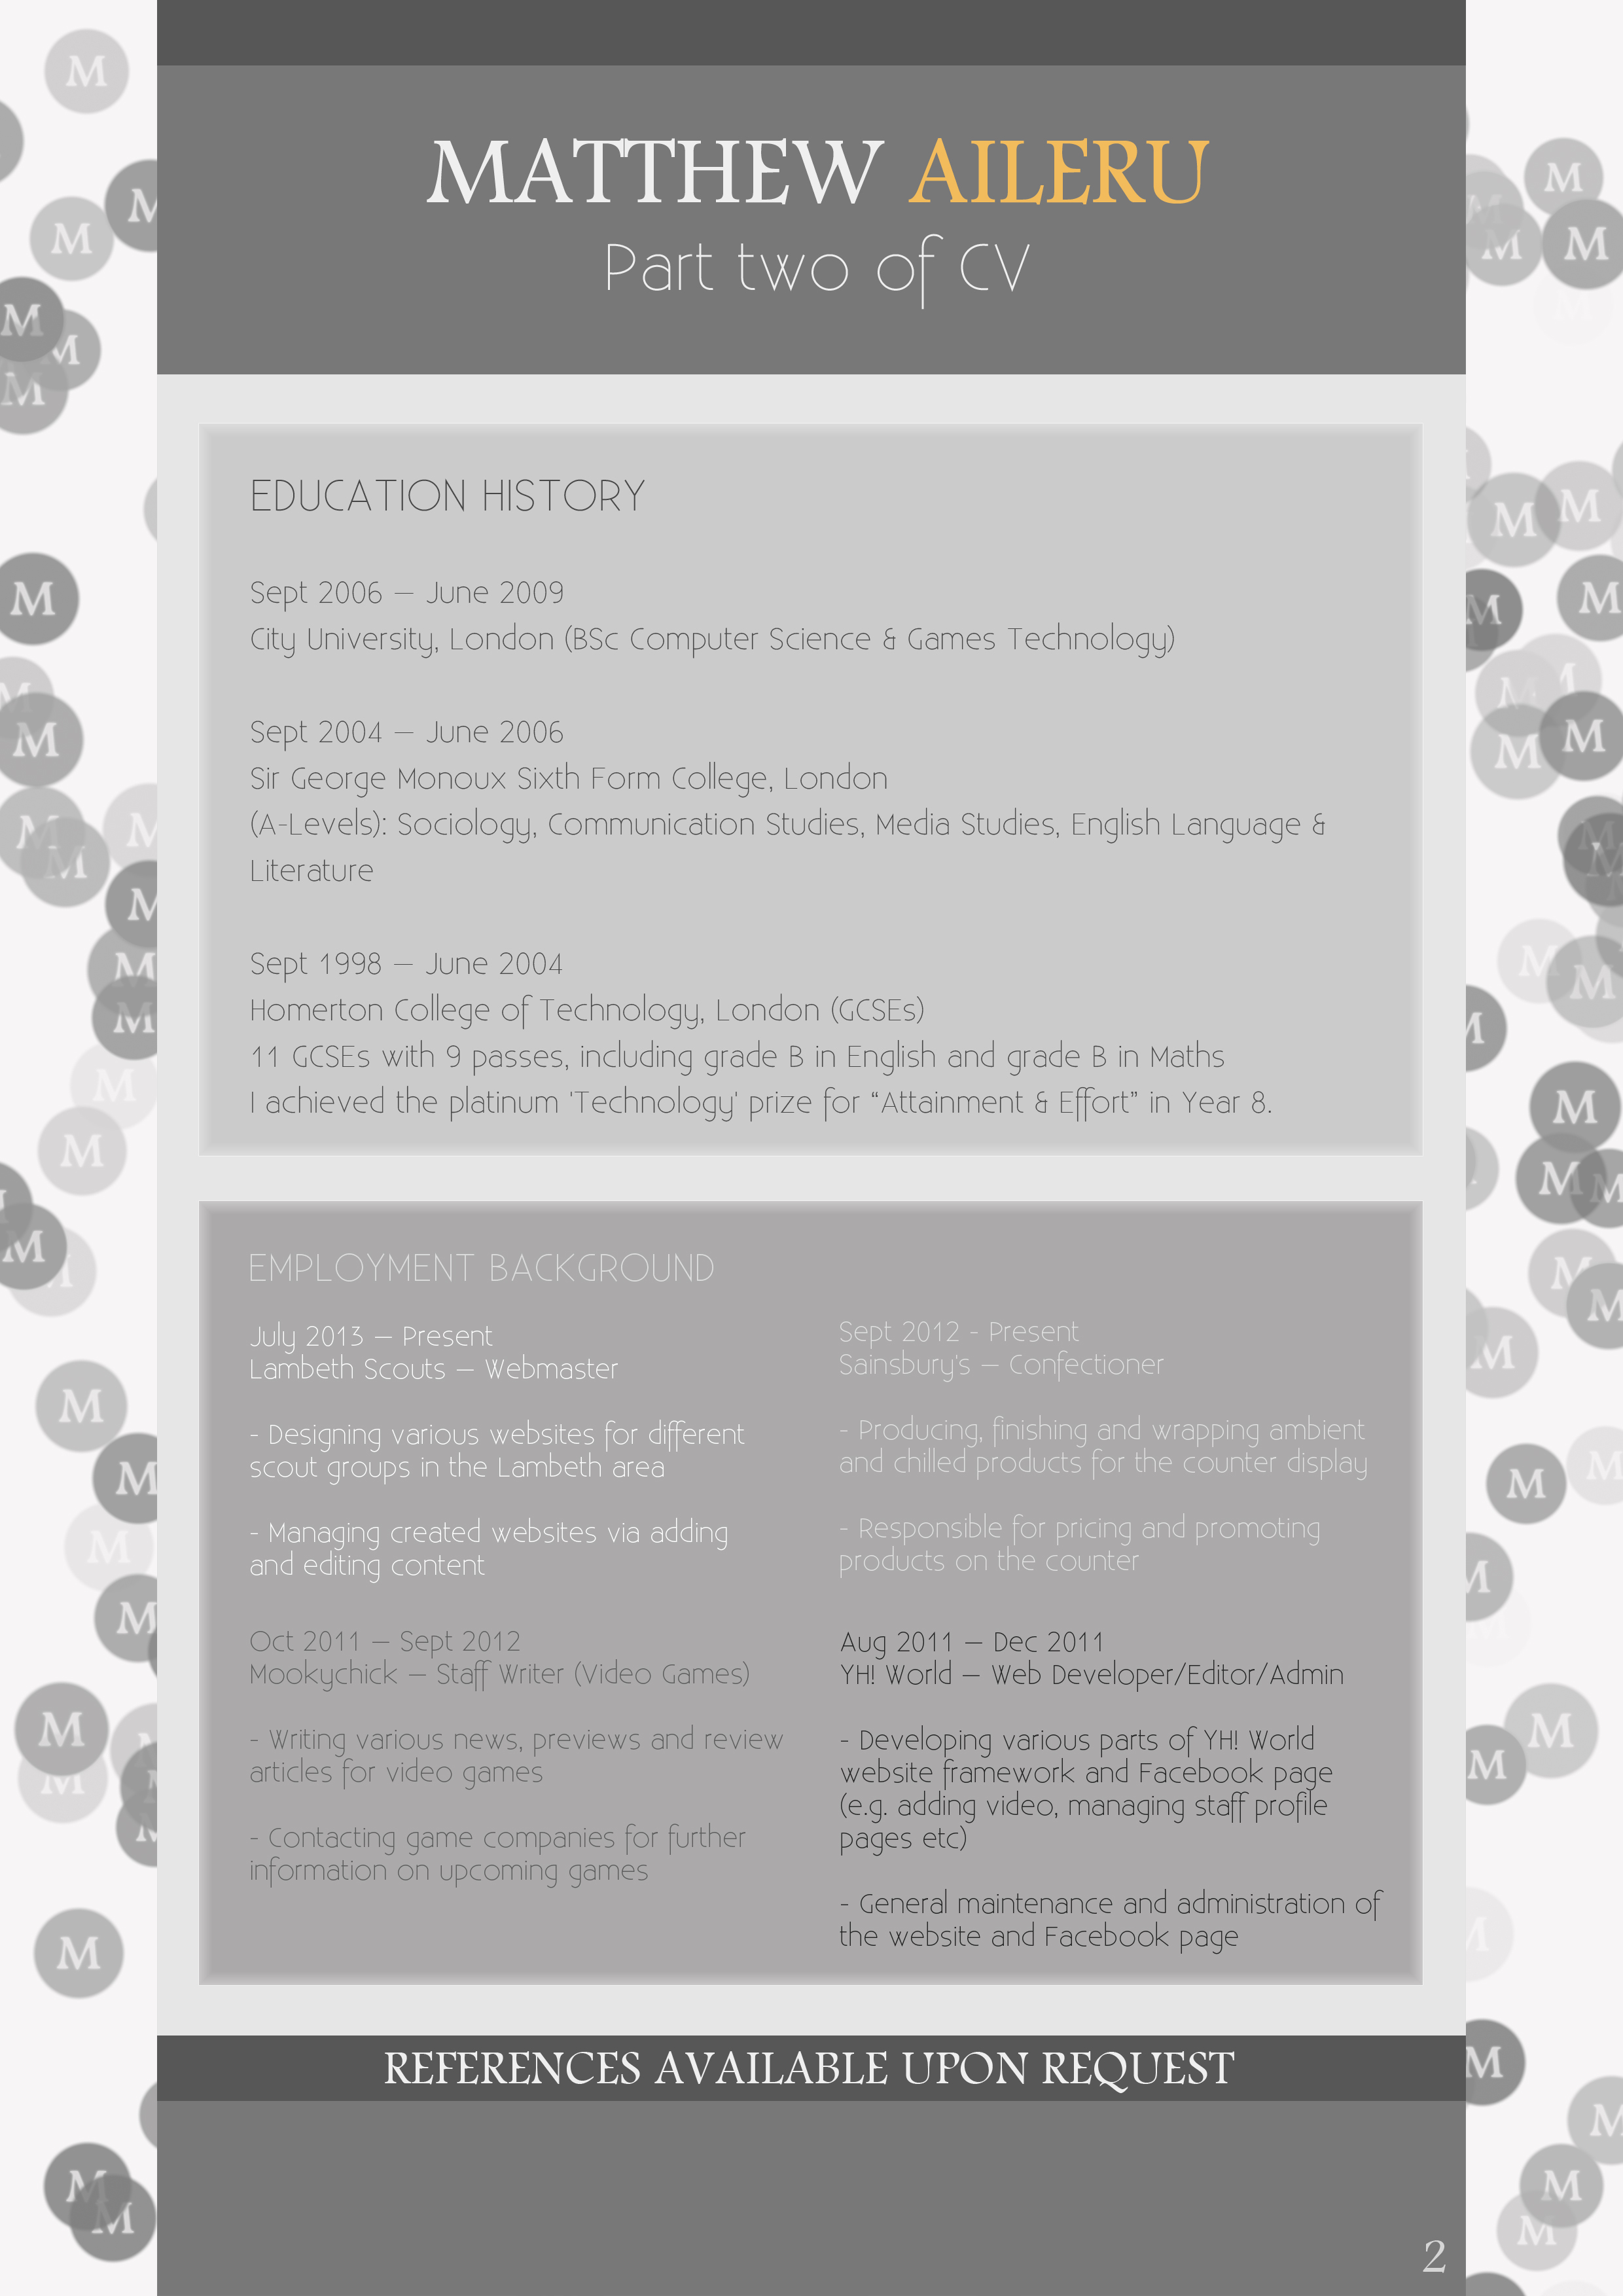 MATTHEW AILERU
Part two of CV
EDUCATION HISTORY
Sept 2006 – June 2009
City University, London (BSc Computer Science & Games Technology)
Sept 2004 – June 2006
Sir George Monoux Sixth Form College, London
(A-Levels): Sociology, Communication Studies, Media Studies, English Language &
Literature
Sept 1998 – June 2004
Homerton College of Technology, London (GCSEs)
11 GCSEs with 9 passes, including grade B in English and grade B in Maths
I achieved the platinum 'Technology' prize for “Attainment & Effort” in Year 8.
EMPLOYMENT BACKGROUND
July 2013 – Present
Lambeth Scouts – Webmaster
- Designing various websites for different
scout groups in the Lambeth area
- Managing created websites via adding
and editing content
Sept 2012 - Present
Sainsbury's – Confectioner
- Producing, finishing and wrapping ambient
and chilled products for the counter display
- Responsible for pricing and promoting
products on the counter
Oct 2011 – Sept 2012
Mookychick – Staff Writer (Video Games)
- Writing various news, previews and review
articles for video games
- Contacting game companies for further
information on upcoming games
Aug 2011 – Dec 2011
YH! World – Web Developer/Editor/Admin
- Developing various parts of YH! World
website framework and Facebook page
(e.g. adding video, managing staff profile
pages etc)
- General maintenance and administration of
the website and Facebook page
REFERENCES AVAILABLE UPON REQUEST
2